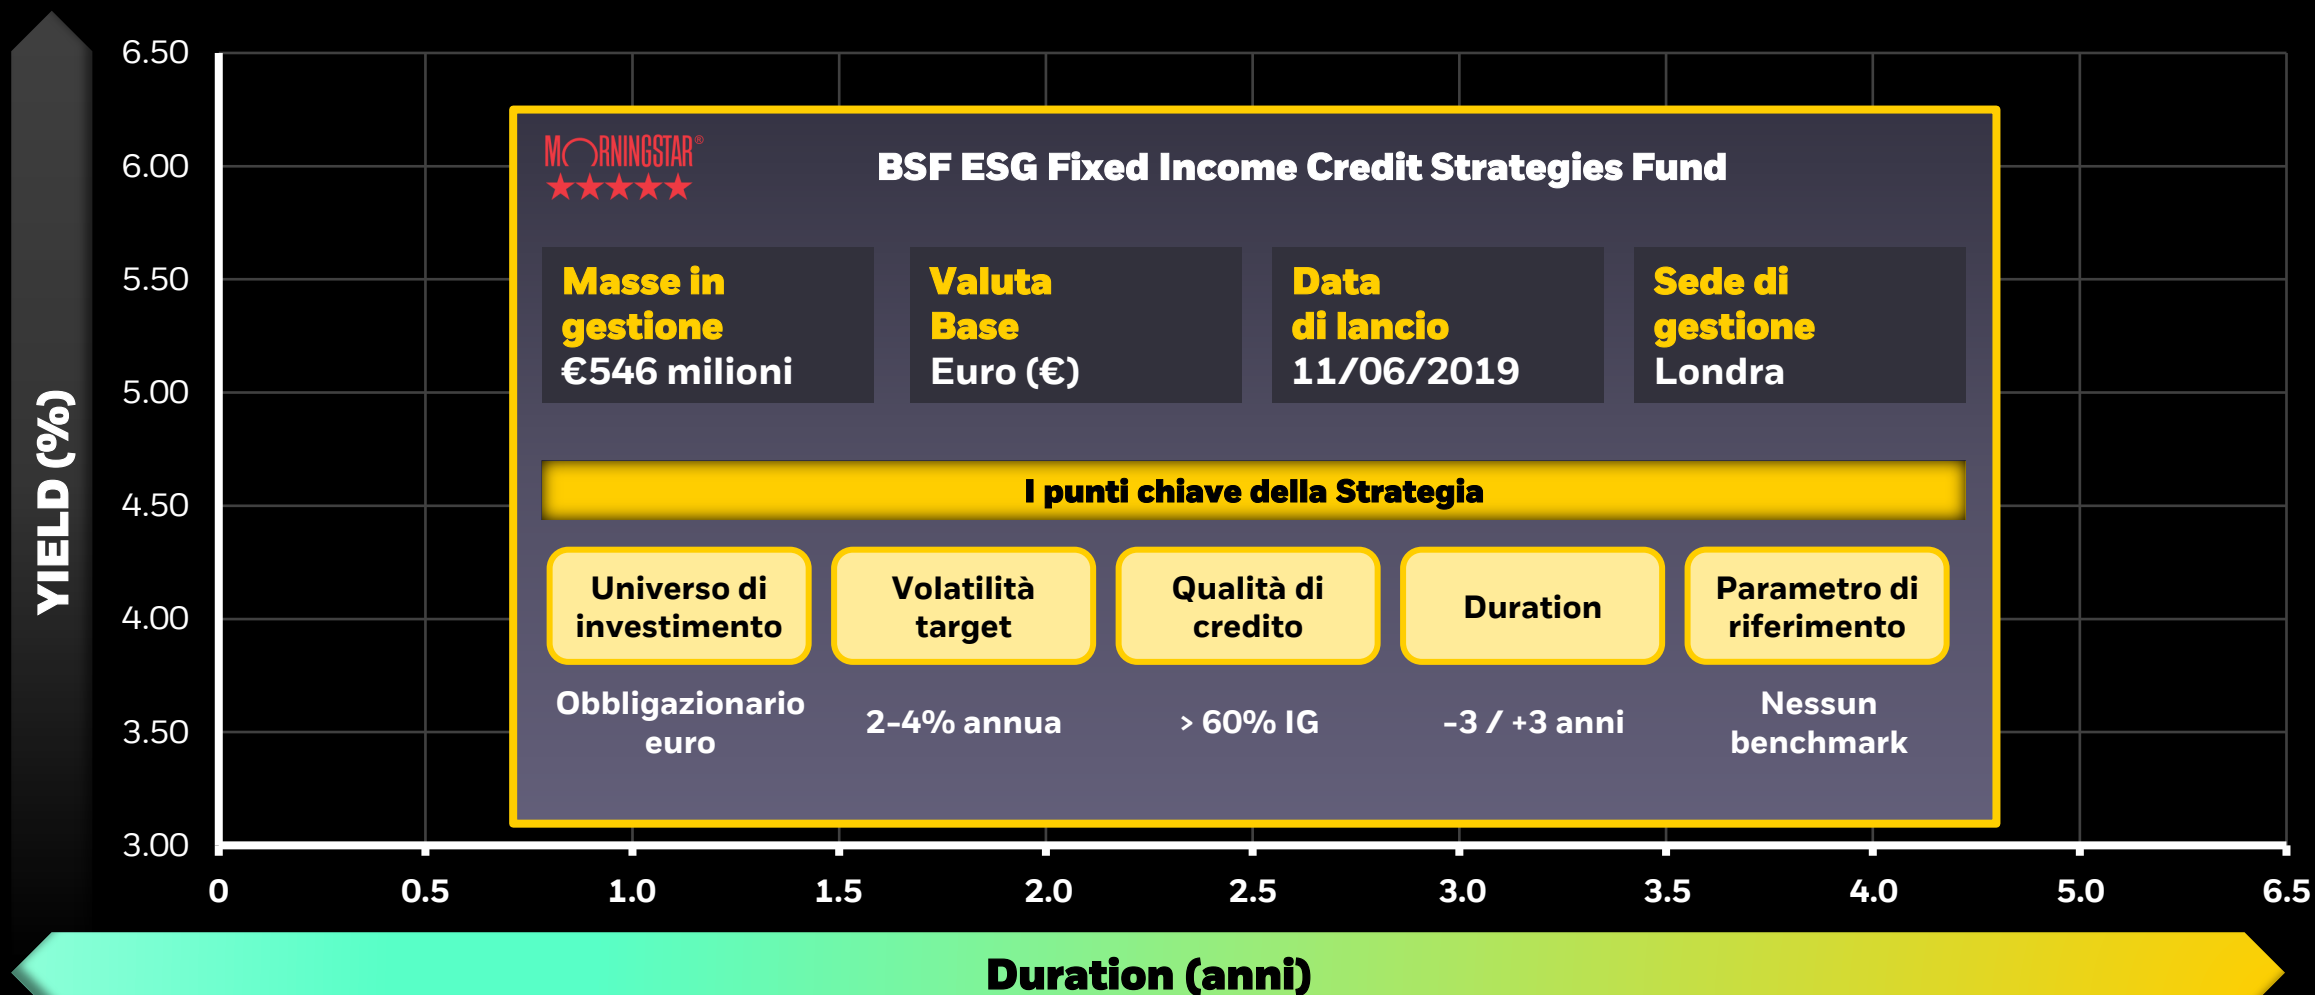 YIELD (%)
6.50
6.00
5.50
5.00
4.50
4.00
3.50
3.00
MORNINGSTAR®
★★★★★
BSF ESG Fixed Income Credit Strategies Fund
Masse in
gestione
€546 milioni
Valuta
Base
Euro (€)
Data
di lancio
11/06/2019
Sede di
gestione
Londra
I punti chiave della Strategia
Universo di
investimento
Volatilità
target
Qualità di
credito
Duration
Parametro di
riferimento
Obbligazionario
euro
2-4% annua
> 60% IG
-3 / +3 anni
Nessun
benchmark
0 0.5 1.0 1.5 2.0 2.5 3.0 3.5 4.0 5.0 6.5
Duration (anni)